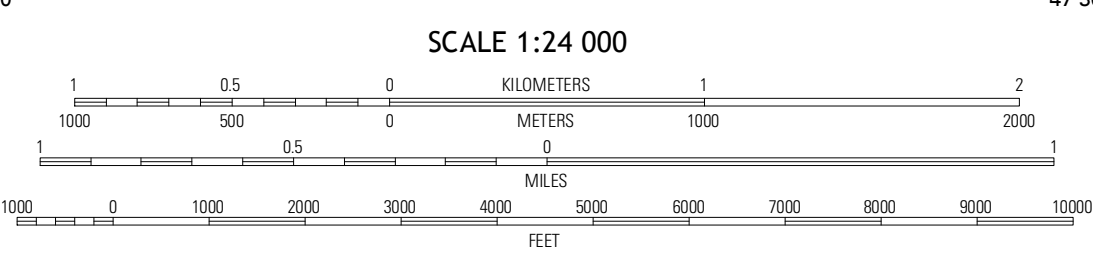 SCALE 1:24 000
1 0.5 0 KILOMETERS 1 2
1000 500 0 METERS 1000 2000
1 0.5 0 1
MILES
1000 0 1000 2000 3000 4000 5000 6000 7000 8000 9000 10000
FEET